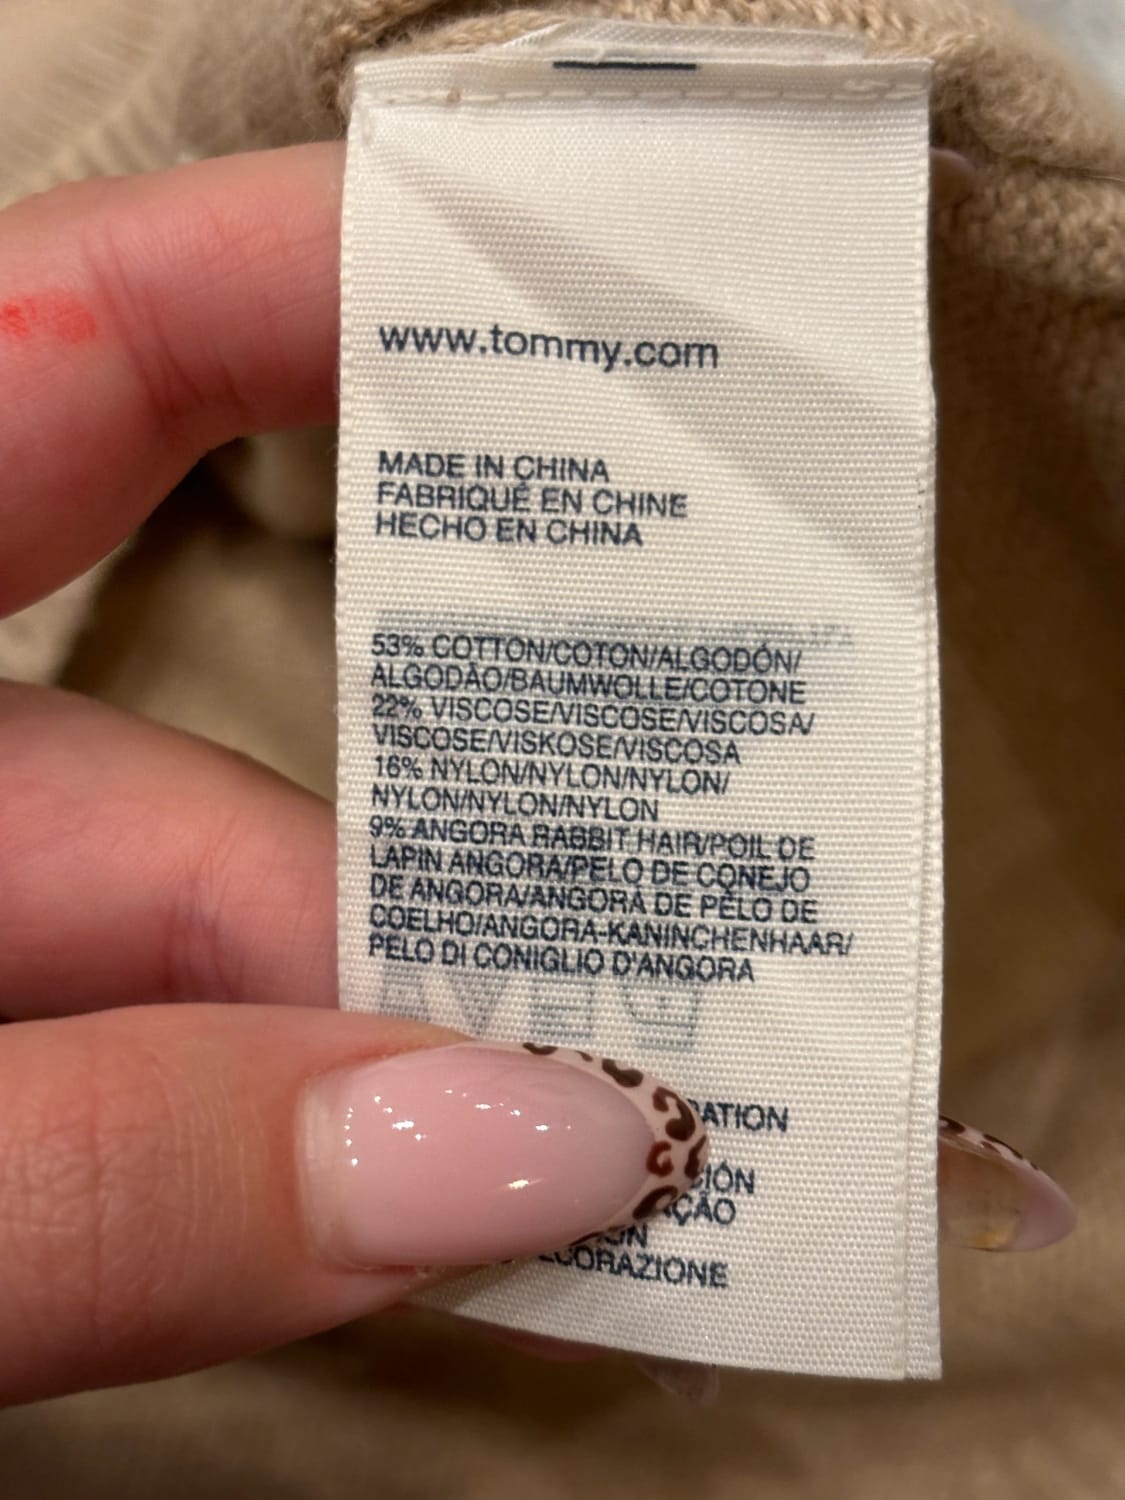 www.tommy.com
MADE IN CHINA
FABRIQUÉ EN CHINE
HECHO EN CHINA
53% COTTON/COTON/ALGODÓN/
ALGODÃO/BAUMWOLLE/COTONE
22% VISCOSE/VISCOSE/VISCOSA/
VISCOSE/VISKOSE/VISCOSA
16% NYLON/NYLON/NYLON/
NYLON/NYLON/NYLON
9% ANGORA RABBIT HAIR/POIL DE
LAPIN ANGORA/PELO DE CONEJO
DE ANGORA/ANGORA DE PÊLO DE
COELHO/ANGORA-KANINCHENHAAR/
PELO DI CONIGLIO D'ANGORA